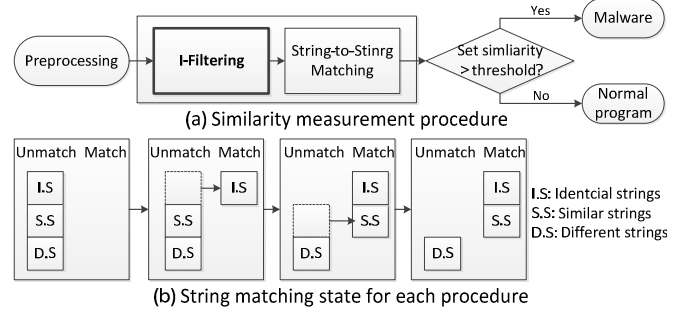 Yes
Malware
Preprocessing
I-Filtering
String-to-Stinrg
Matching
Set simliarity
> threshold?
No
Normal
program
(a) Similarity measurement procedure
Unmatch Match
I.S
S.S
D.S
Unmatch Match
I.S
S.S
D.S
Unmatch Match
I.S
S.S
D.S
Unmatch Match
I.S
S.S
D.S
I.S: Identcial strings
S.S: Similar strings
D.S: Different strings
(b) String matching state for each procedure